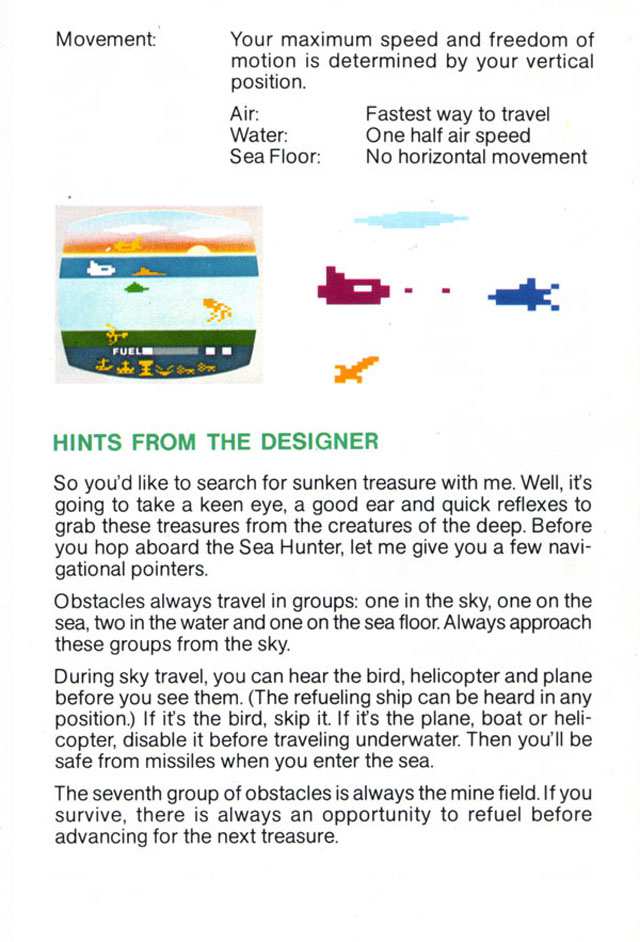 Movement: Your maximum speed and freedom of
motion is determined by your vertical
position.
Air: Fastest way to travel
Water: One half air speed
Sea Floor: No horizontal movement
FUEL
HINTS FROM THE DESIGNER
So you'd like to search for sunken treasure with me. Well, it's
going to take a keen eye, a good ear and quick reflexes to
grab these treasures from the creatures of the deep. Before
you hop aboard the Sea Hunter, let me give you a few navi-
gational pointers.
Obstacles always travel in groups: one in the sky, one on the
sea, two in the water and one on the sea floor. Always approach
these groups from the sky.
During sky travel, you can hear the bird, helicopter and plane
before you see them. (The refueling ship can be heard in any
position.) If it's the bird, skip it. If it's the plane, boat or heli-
copter, disable it before traveling underwater. Then you'll be
safe from missiles when you enter the sea.
The seventh group of obstacles is always the mine field. If you
survive, there is always an opportunity to refuel before
advancing for the next treasure.